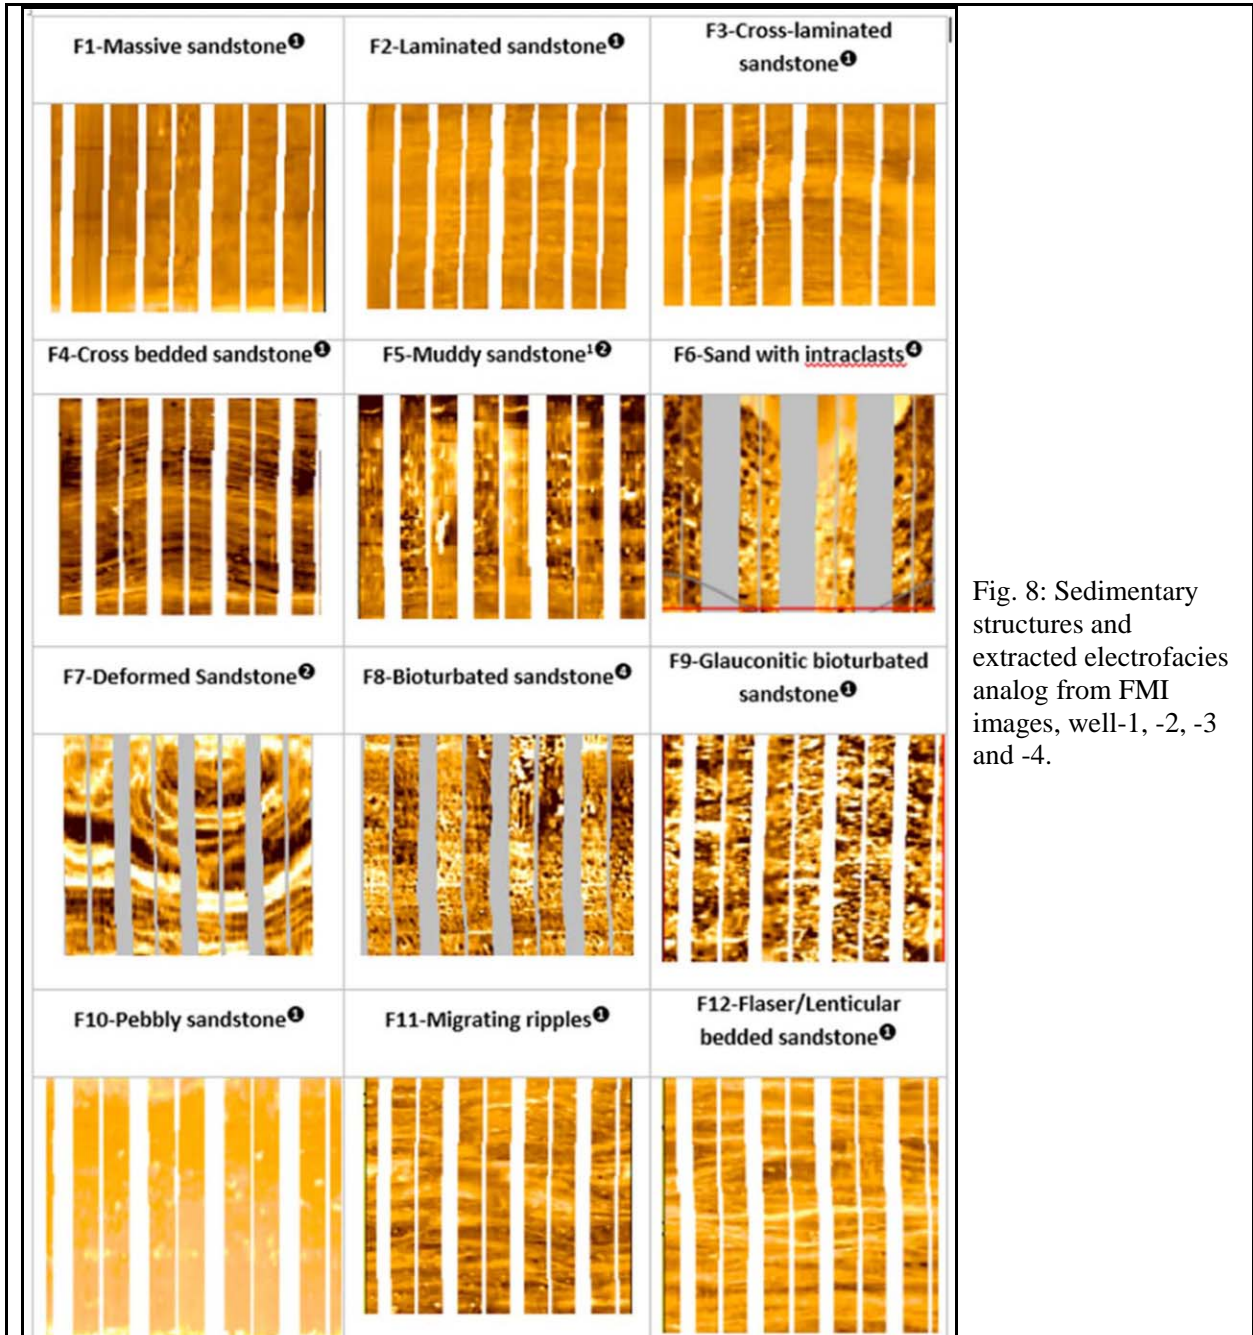 F1-Massive sandstone❶
F2-Laminated sandstone❶
F3-Cross-laminated
sandstone❶
F4-Cross bedded sandstone❶
F5-Muddy sandstone¹❷
F6-Sand with intraclasts❹
F7-Deformed Sandstone❷
F8-Bioturbated sandstone❹
F9-Glauconitic bioturbated
sandstone❶
F10-Pebbly sandstone❶
F11-Migrating ripples❶
F12-Flaser/Lenticular
bedded sandstone❶
Fig. 8: Sedimentary
structures and
extracted electrofacies
analog from FMI
images, well-1, -2, -3
and -4.